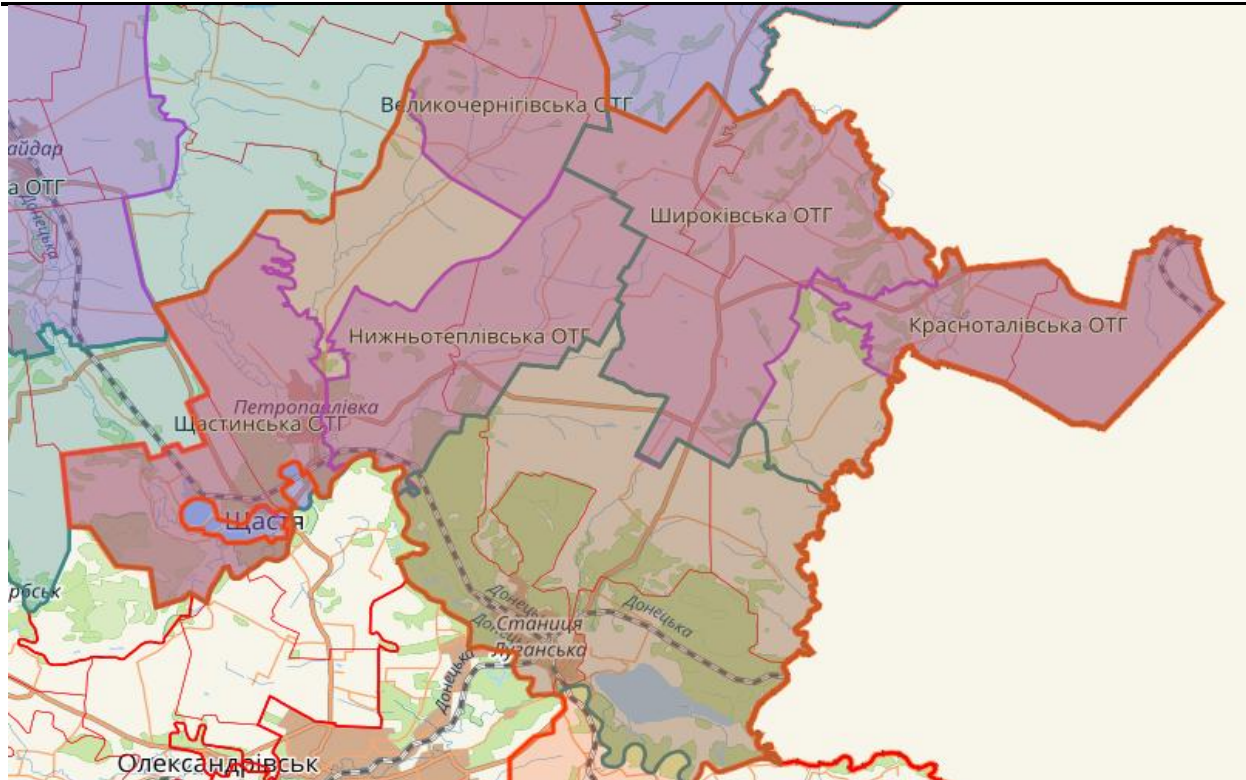 Великочернігівська ОТГ
айдар
а ОТГ
Донецька
Широківська ОТГ
Красноталівська ОТГ
Нижньотеплівська ОТГ
Петропавлівка
Щастинська ОТГ
Щастя
рбськ
Донецька
Донецька
Станиця
Луганська
Донецька
Олександрівськ